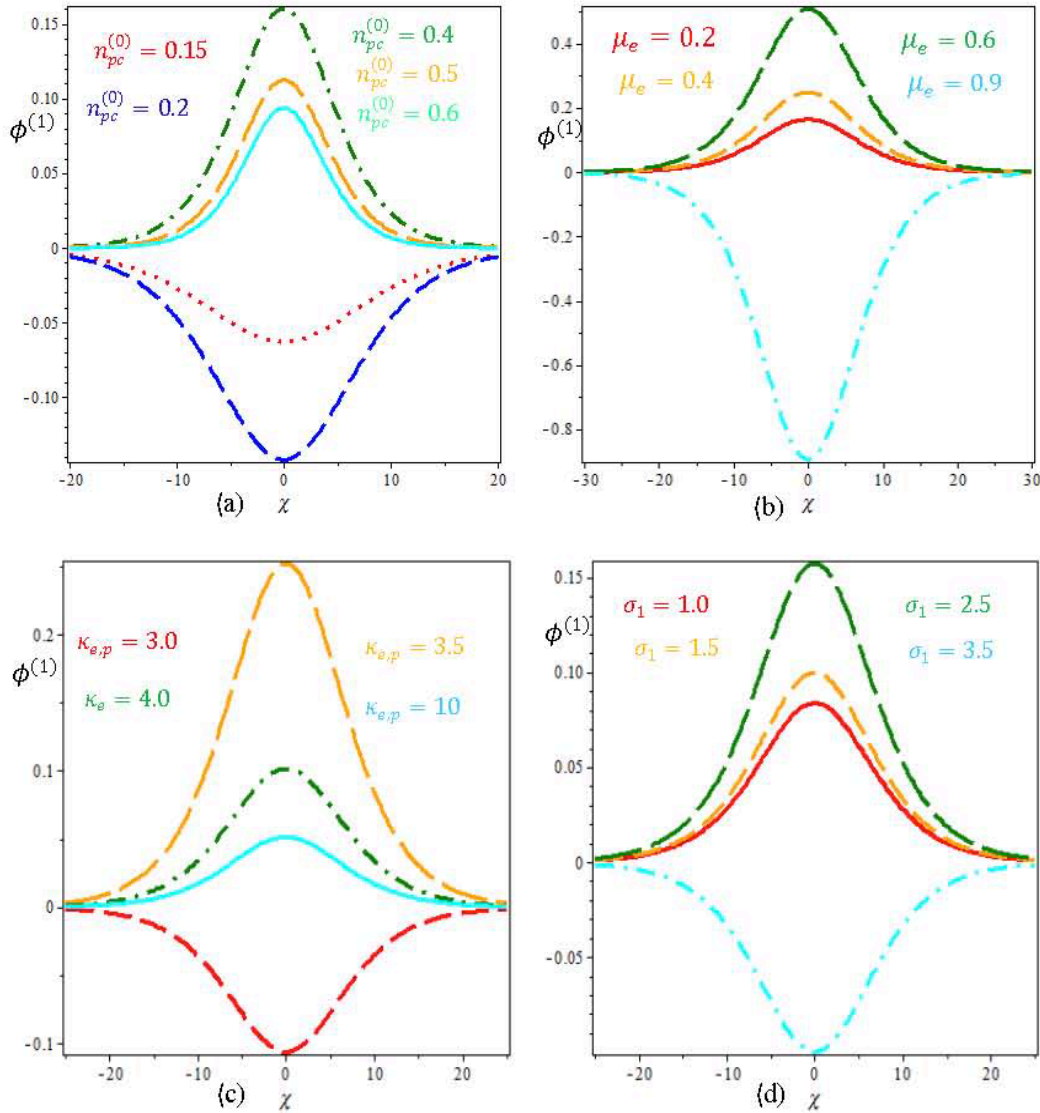 0.15
0.10
ϕ⁽¹⁾
0.05
0
-0.05
-0.10
n_{pc}^{(0)} = 0.15
n_{pc}^{(0)} = 0.2
n_{pc}^{(0)} = 0.4
n_{pc}^{(0)} = 0.5
n_{pc}^{(0)} = 0.6
-20 -10 0 10 20
(a) χ
0.4
0.2
ϕ⁽¹⁾
0
-0.2
-0.4
-0.6
-0.8
μ_e = 0.2
μ_e = 0.4
μ_e = 0.6
μ_e = 0.9
-30 -20 -10 0 10 20 30
(b) χ
0.2
ϕ⁽¹⁾
0.1
0
-0.1
κ_{e,p} = 3.0
κ_e = 4.0
κ_{e,p} = 3.5
κ_{e,p} = 10
-20 -10 0 10 20
(c) χ
0.15
ϕ⁽¹⁾
0.10
0.05
0
-0.05
σ₁ = 1.0
σ₁ = 1.5
σ₁ = 2.5
σ₁ = 3.5
-20 -10 0 10 20
(d) χ